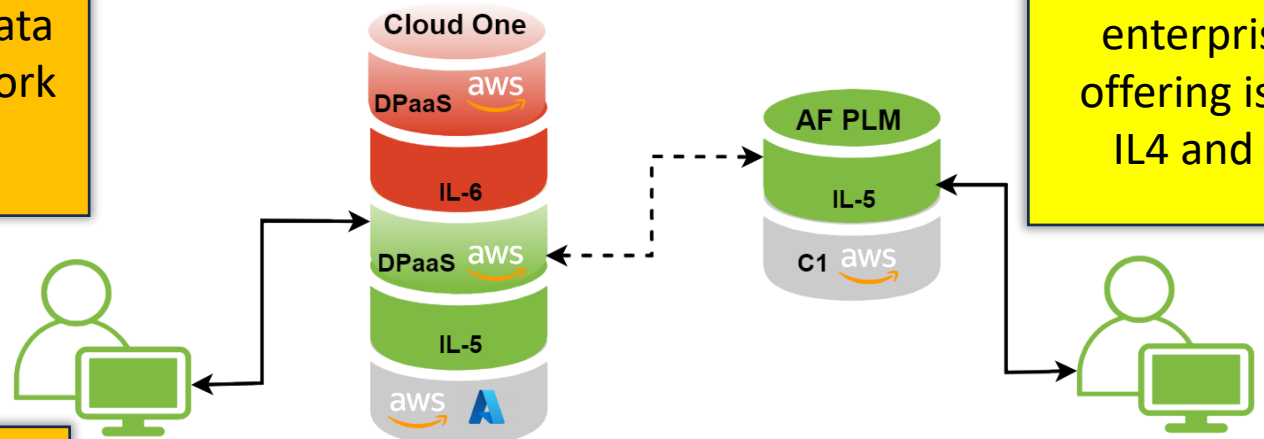 ata
ork
Cloud One
DPaaS aws
IL-6
DPaaS aws
IL-5
aws
AF PLM
IL-5
C1 aws
enterpris
offering is
IL4 and